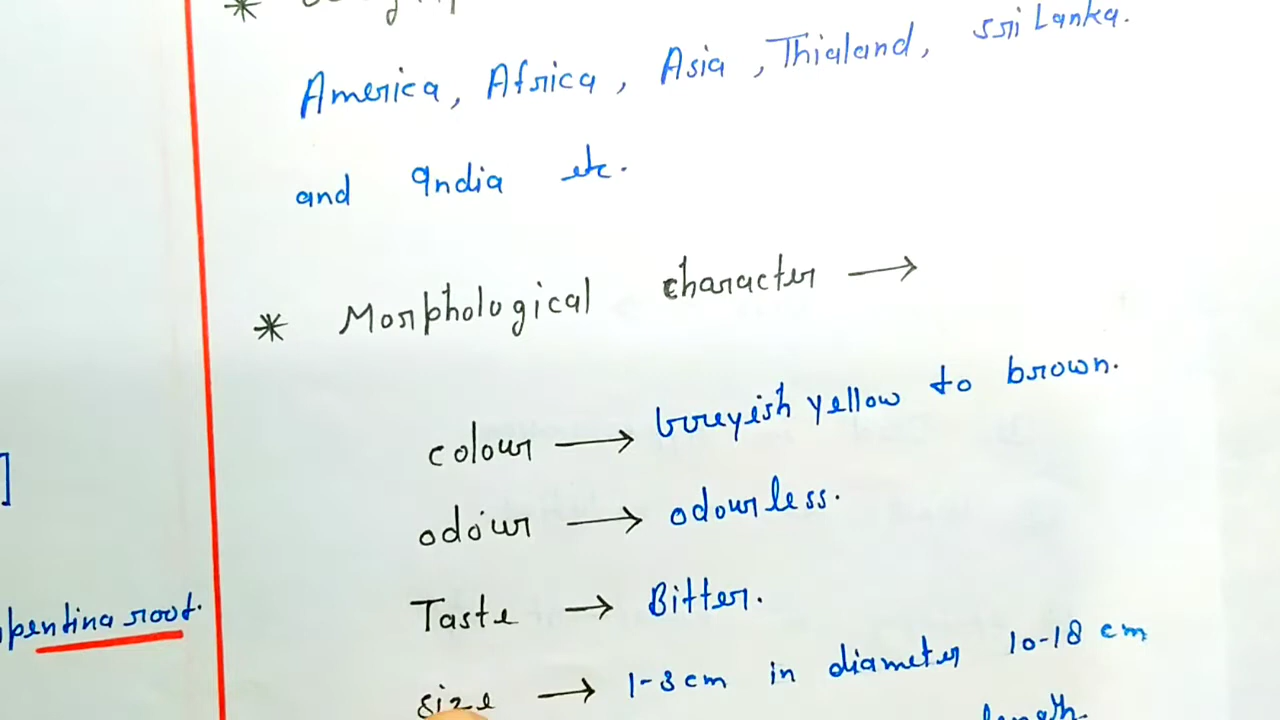 *
America, Africa, Asia, Thialand, Sri Lanka.
and India etc.
* Morphological character →
colour → Greyish yellow to brown.
odour → odourless.
Taste → Bitter.
size → 1-3 cm in diameter 10-18 cm
length.
]
pentina root.